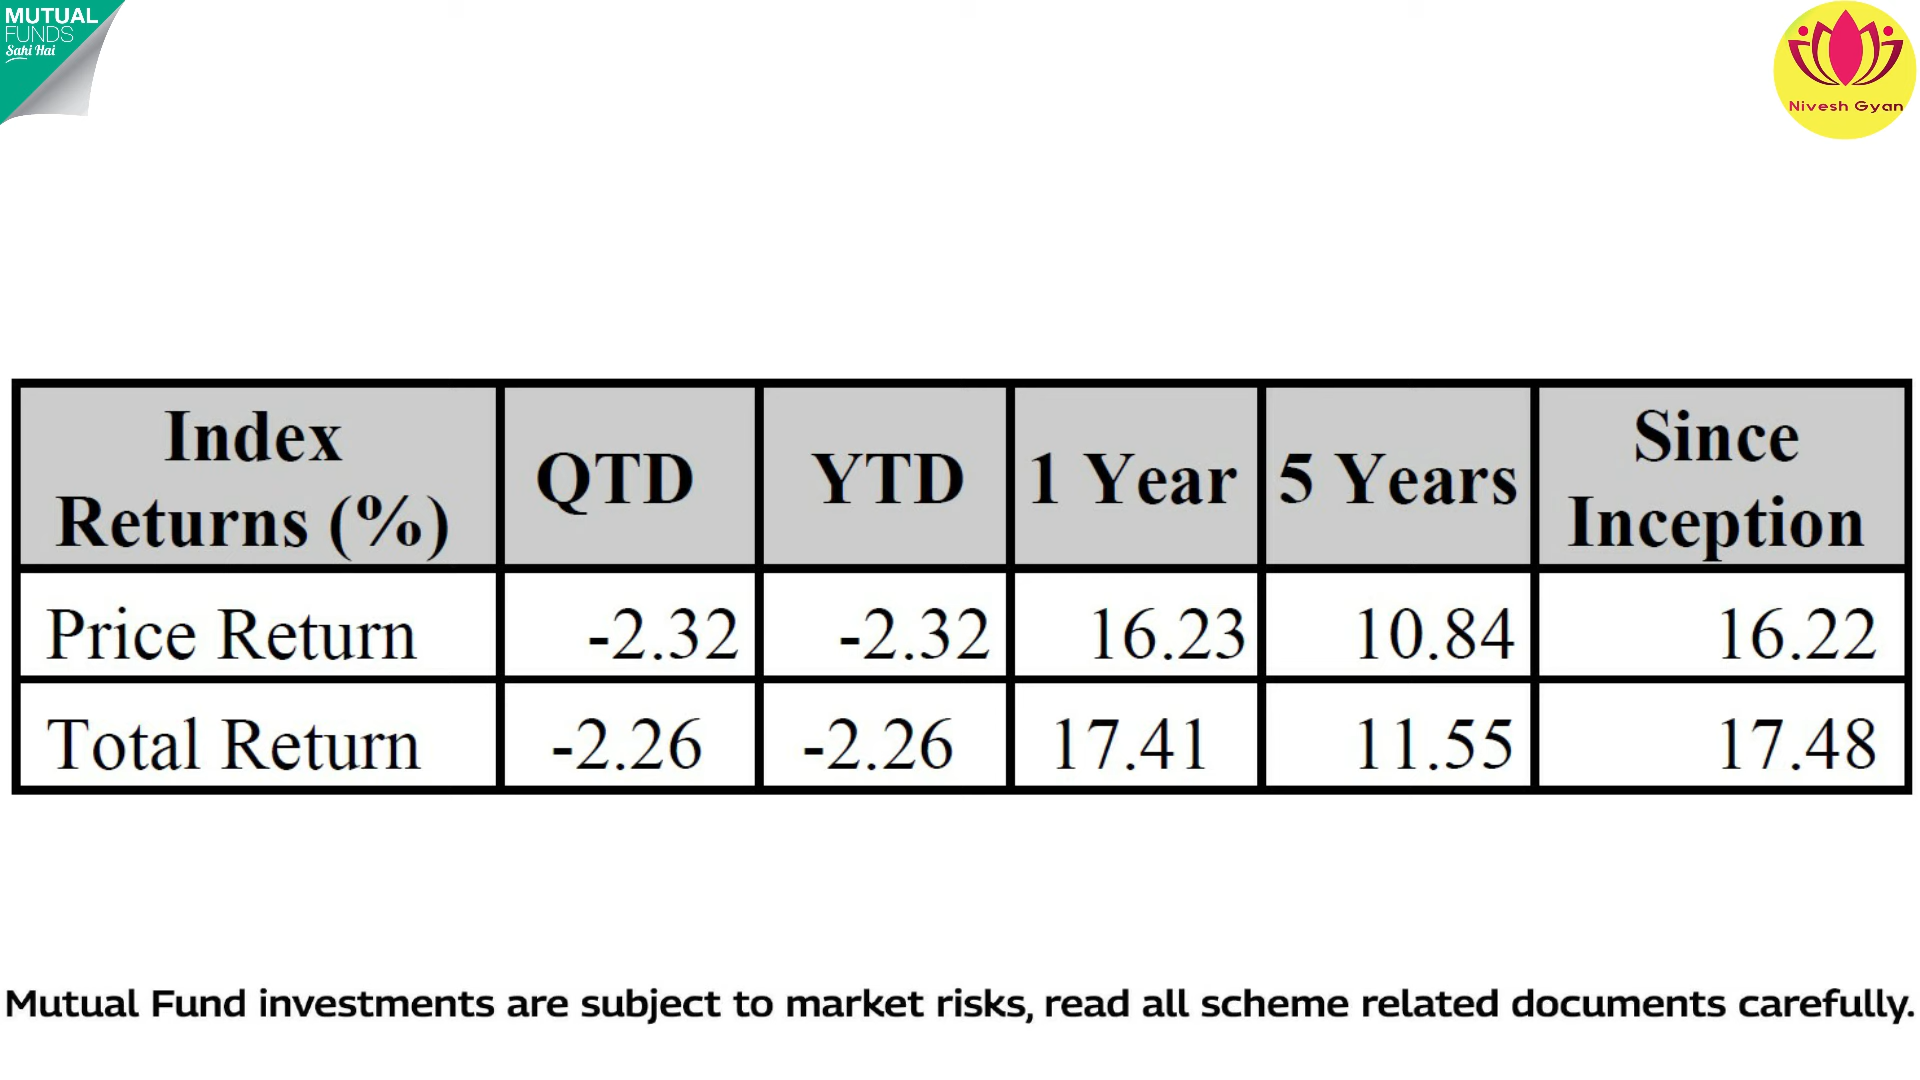 MUTUAL
FUNDS
Sahi Hai
Nivesh Gyan
Index Returns (%) QTD YTD 1 Year 5 Years Since Inception
Price Return -2.32 -2.32 16.23 10.84 16.22
Total Return -2.26 -2.26 17.41 11.55 17.48
Mutual Fund investments are subject to market risks, read all scheme related documents carefully.